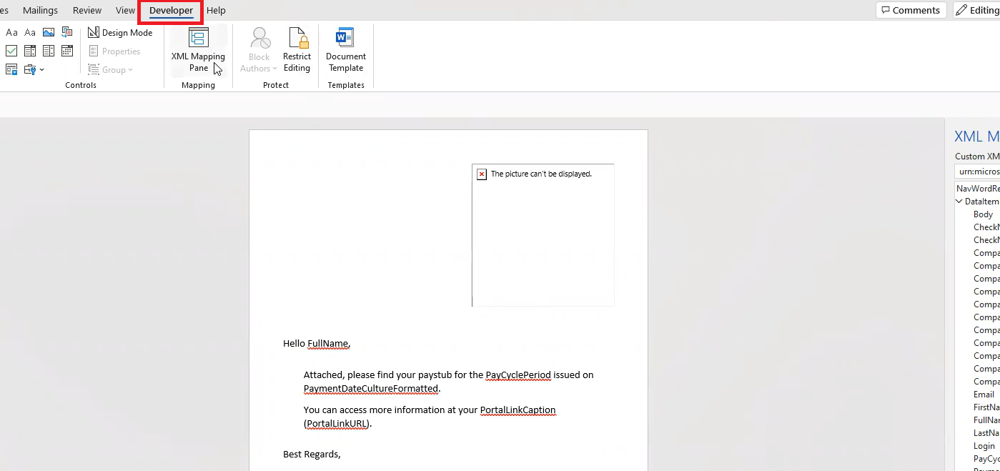 es Mailings Review View Developer Help Comments Editing
Aa Aa Design Mode
Properties
Group
Controls
XML Mapping
Pane
Mapping
Block
Authors
Restrict
Editing
Protect
Document
Template
Templates
The picture can't be displayed.
Hello FullName,
Attached, please find your paystub for the PayCyclePeriod issued on
PaymentDateCultureFormatted.
You can access more information at your PortalLinkCaption
(PortalLinkURL).
Best Regards,
XML M
Custom XM
urn:micros
NavWordRe
DataItem
Body
CheckN
CheckN
Compa
Compa
Compa
Compa
Compa
Compa
Compa
Compa
Compa
Compa
Compa
Email
FirstNa
FullNam
LastNa
Login
PayCyc